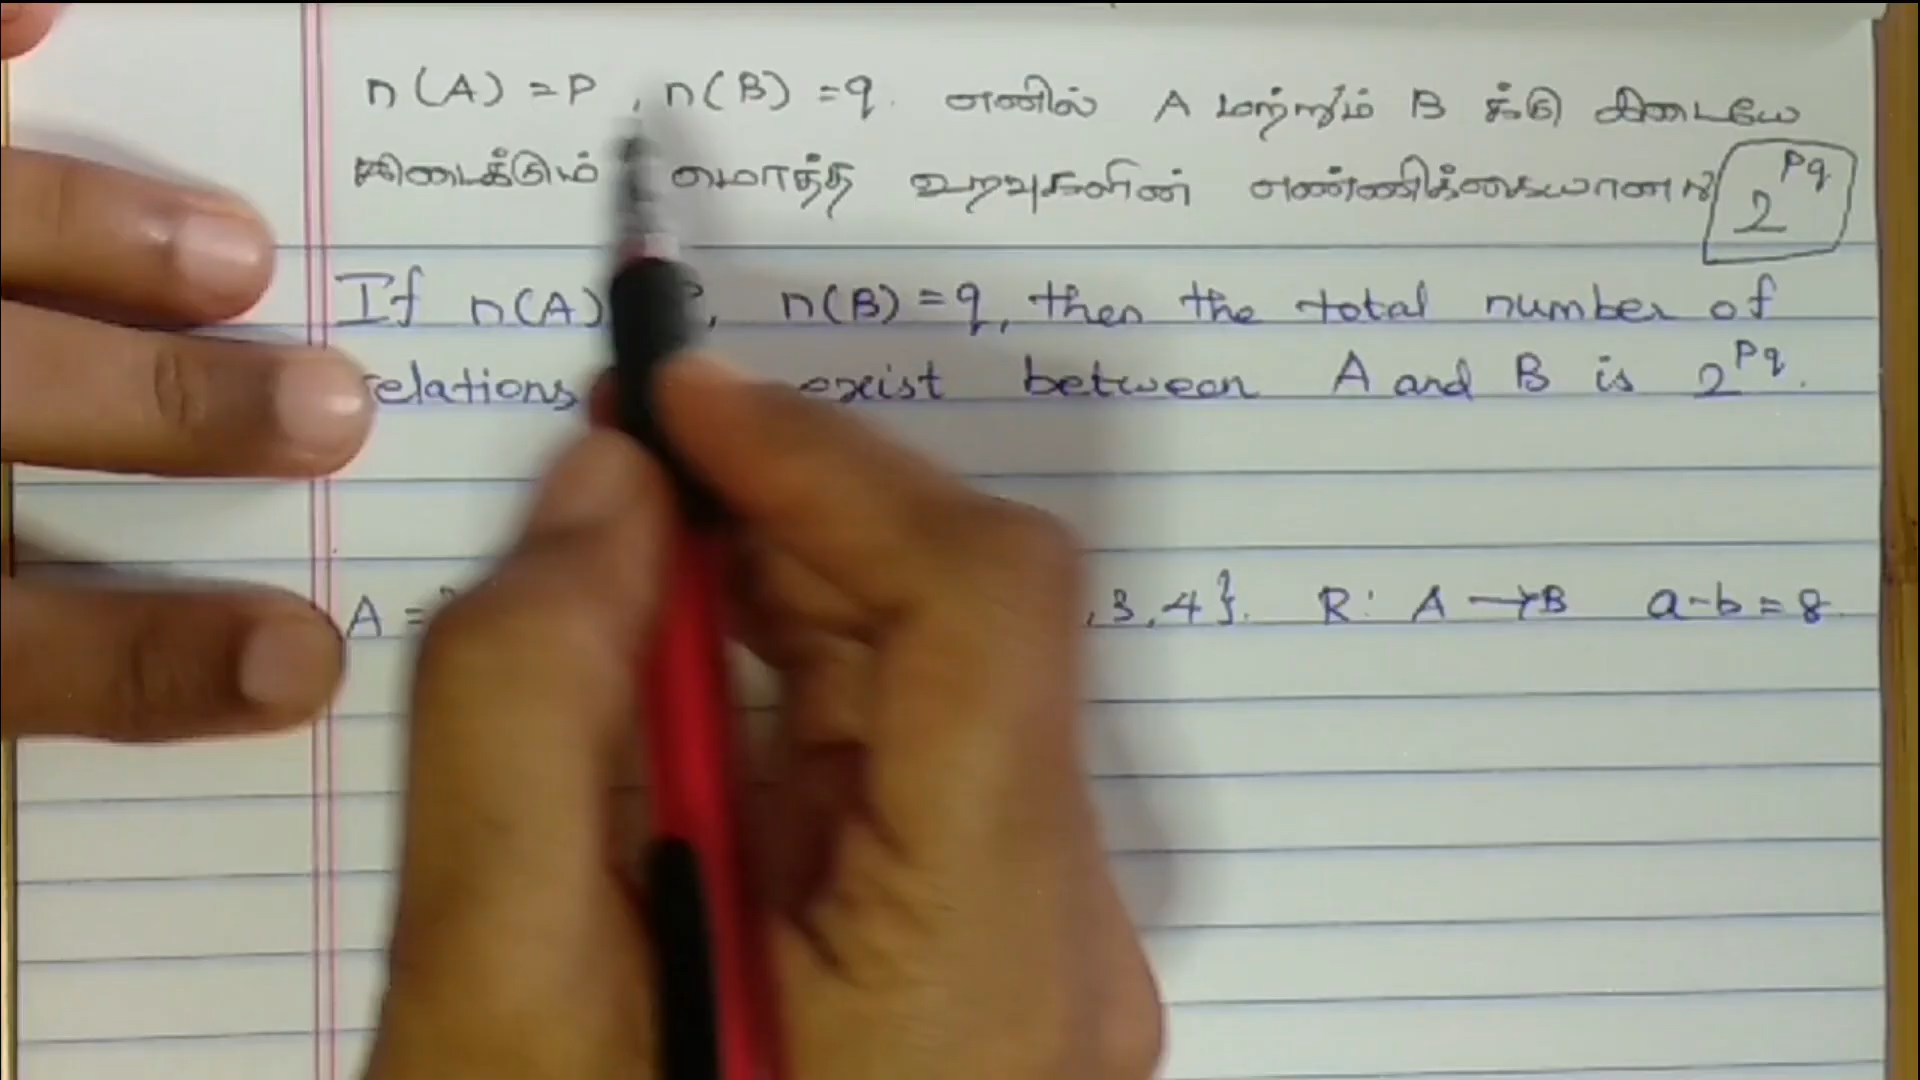 n(A) = P, n(B) = q. எனில் A மற்றும் B க்கு இடையே
கிடைக்கும் மொத்த உறவுகளின் எண்ணிக்கையானது 2^{pq}
If n(A) P, n(B) = q, then the total number of
relations exist between A and B is 2^{pq}.
A = , 3, 4}. R: A → B a-b = 8